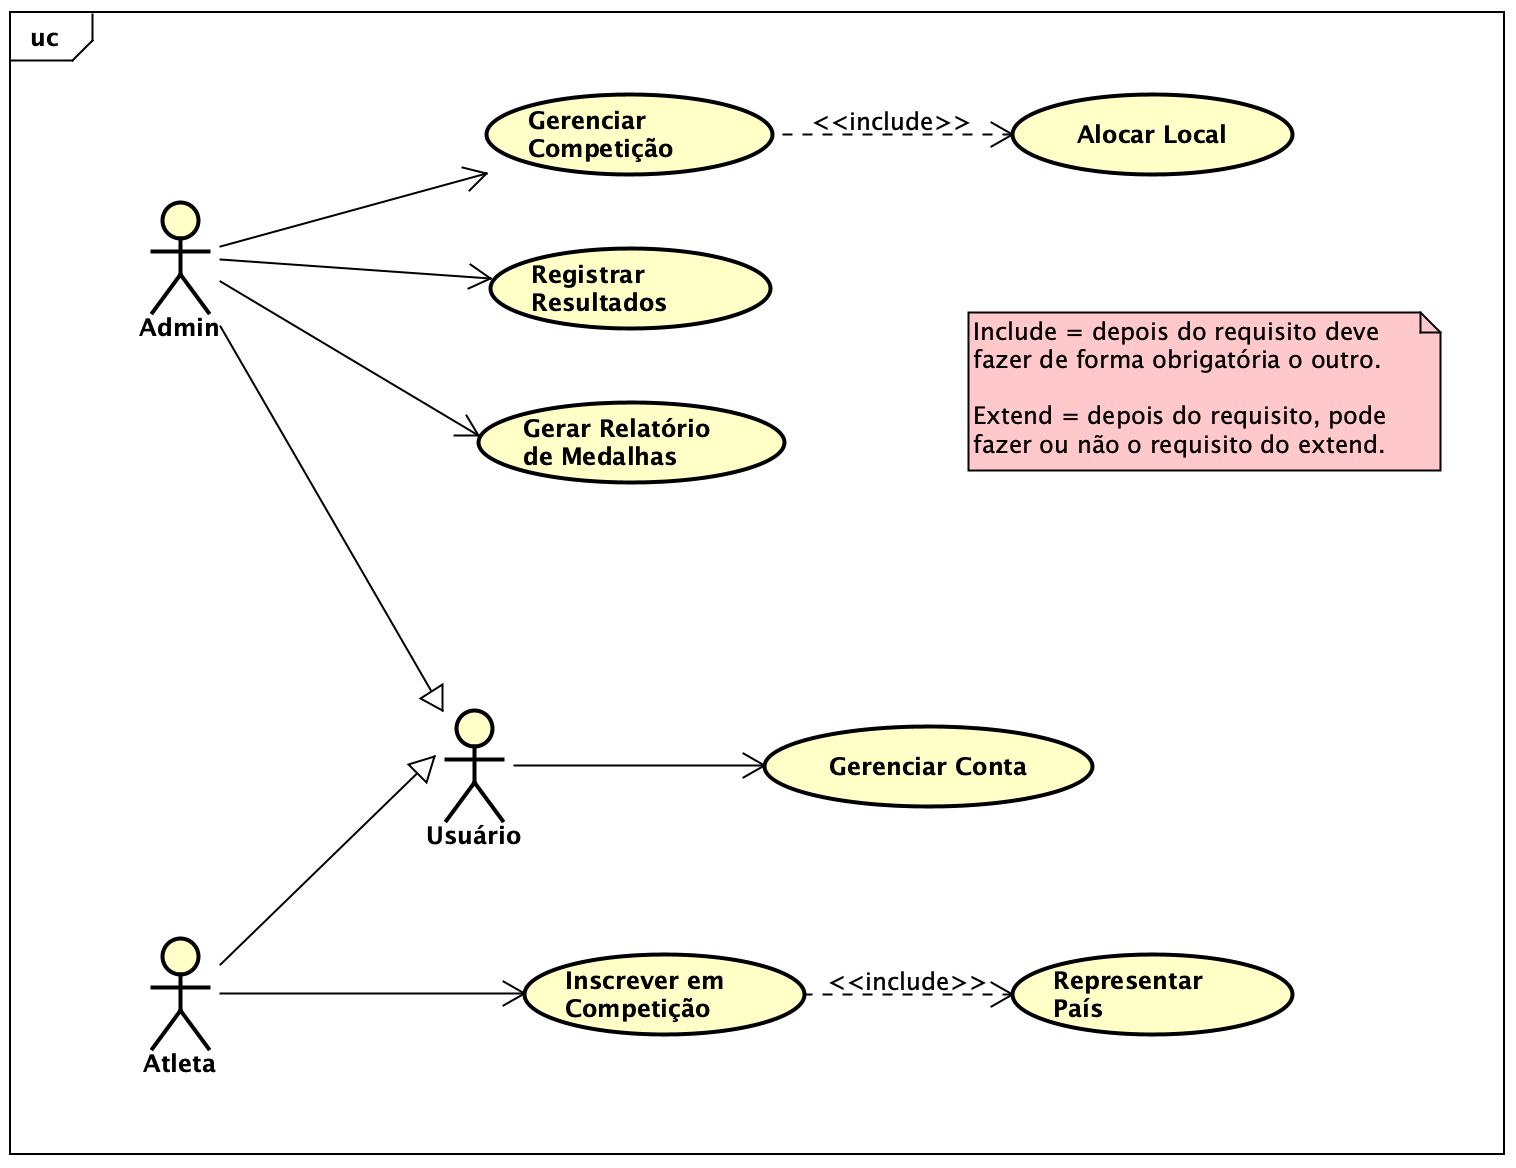 uc
Gerenciar
Competição
<<include>>
Alocar Local
Admin
Registrar
Resultados
Include = depois do requisito deve
fazer de forma obrigatória o outro.
Extend = depois do requisito, pode
fazer ou não o requisito do extend.
Gerar Relatório
de Medalhas
Usuário
Gerenciar Conta
Atleta
Inscrever em
Competição
<<include>>
Representar
País